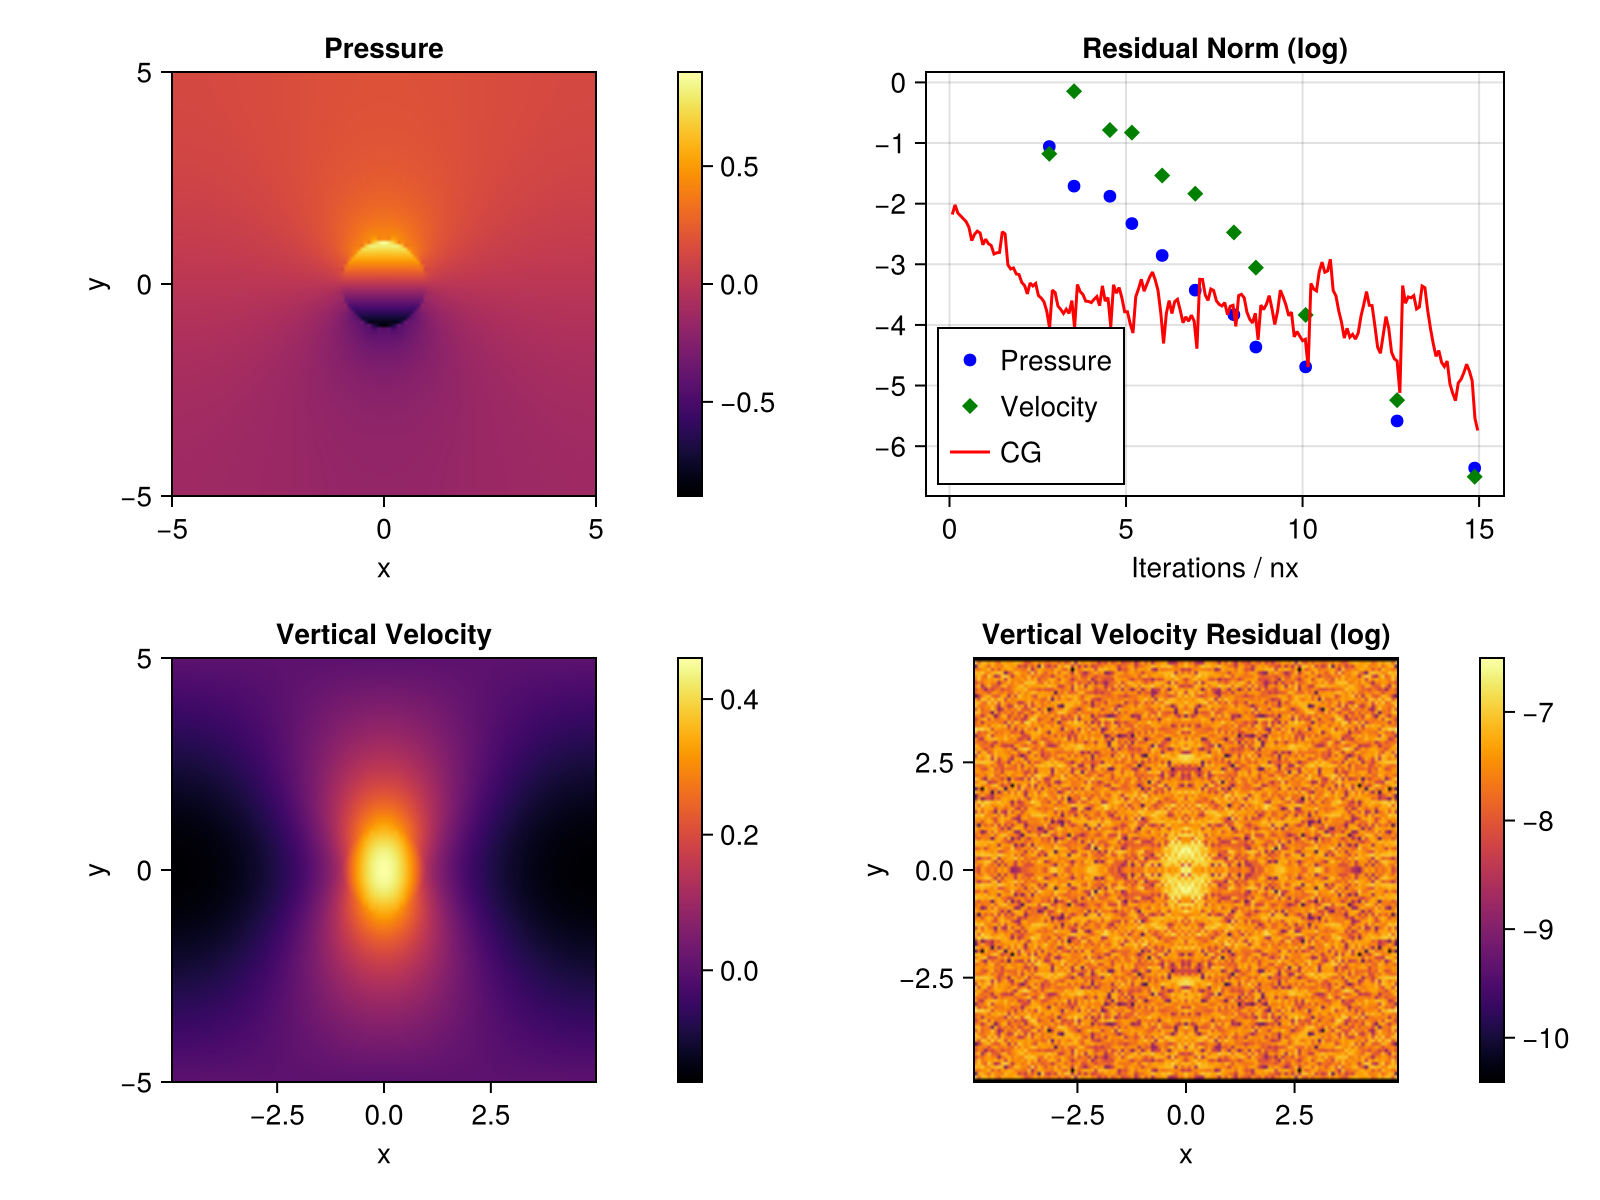 Pressure
5
0
−5
y
−5
0
5
x
0.5
0.0
−0.5
Residual Norm (log)
0
−1
−2
−3
−4
−5
−6
Pressure
Velocity
CG
0
5
10
15
Iterations / nx
Vertical Velocity
5
0
−5
y
−2.5
0.0
2.5
x
0.4
0.2
0.0
Vertical Velocity Residual (log)
2.5
0.0
−2.5
y
−2.5
0.0
2.5
x
−7
−8
−9
−10